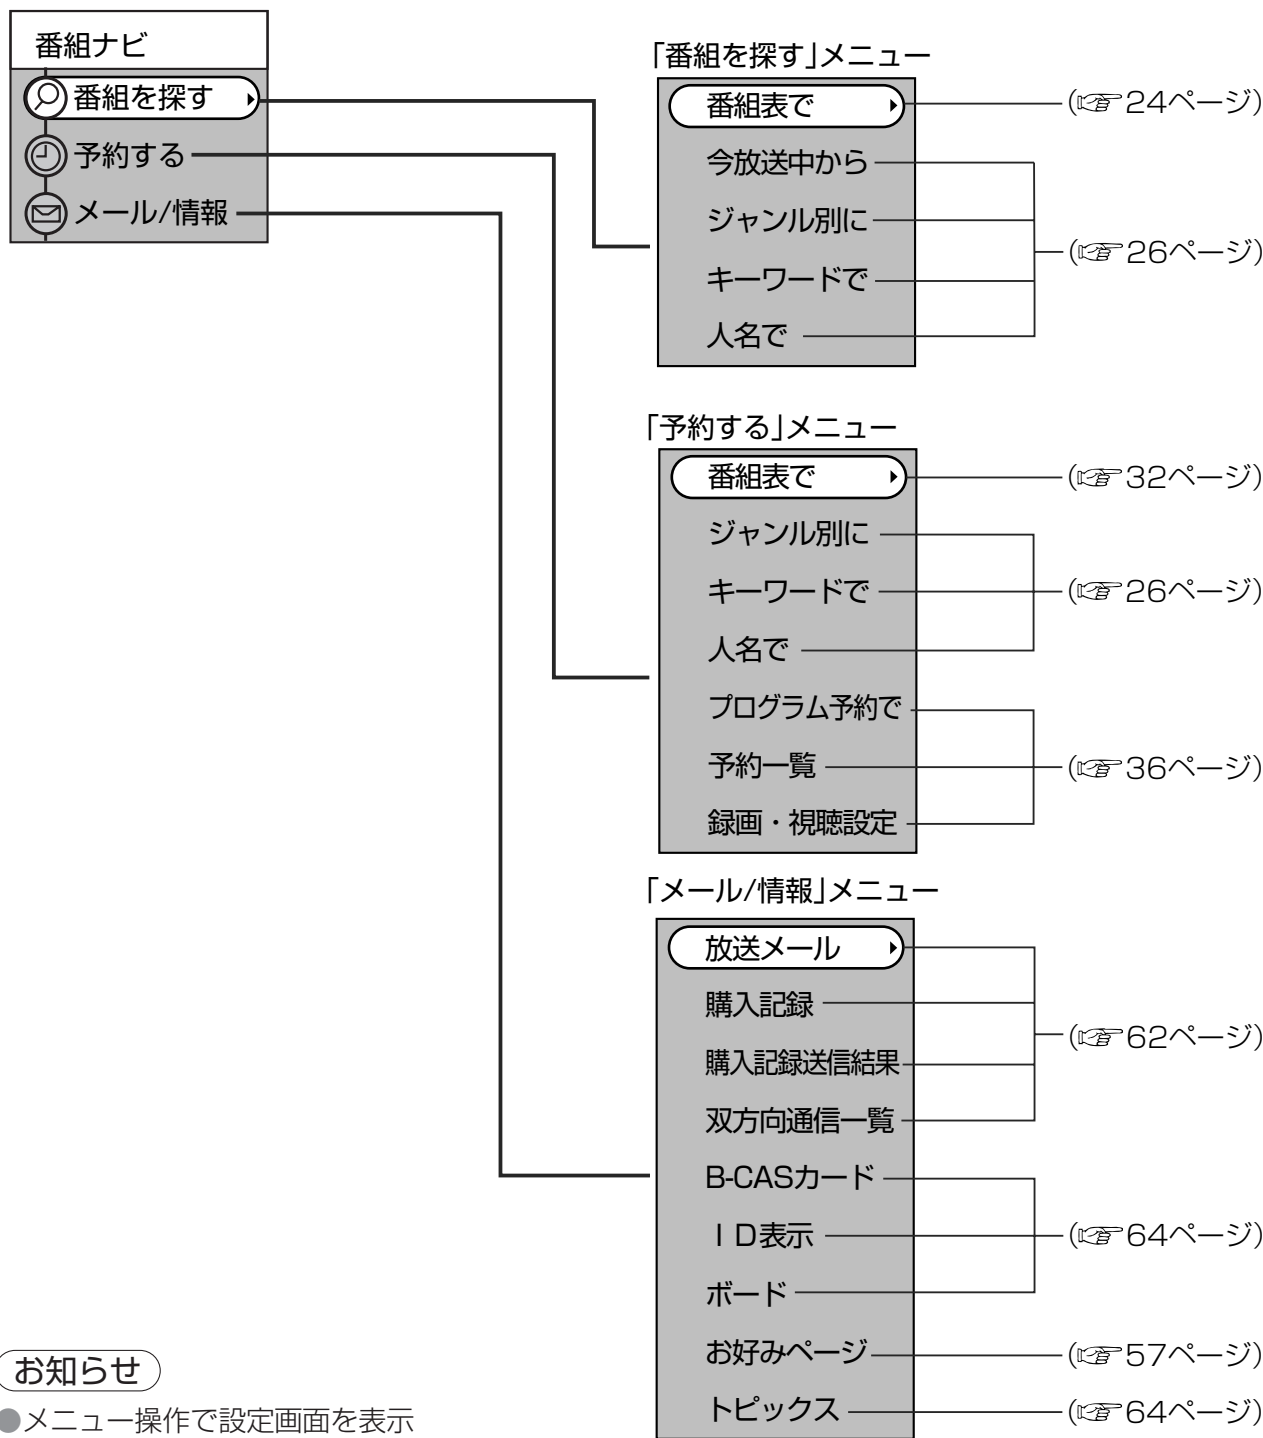 番組ナビ
番組を探す
予約する
メール/情報
「番組を探す」メニュー
番組表で
(☞24ページ)
今放送中から
ジャンル別に
キーワードで
人名で
(☞26ページ)
「予約する」メニュー
番組表で
(☞32ページ)
ジャンル別に
キーワードで
人名で
(☞26ページ)
プログラム予約で
予約一覧
録画・視聴設定
(☞36ページ)
「メール/情報」メニュー
放送メール
購入記録
購入記録送信結果
双方向通信一覧
(☞62ページ)
B-CASカード
ＩＤ表示
ボード
(☞64ページ)
お好みページ
(☞57ページ)
トピックス
(☞64ページ)
お知らせ
●メニュー操作で設定画面を表示